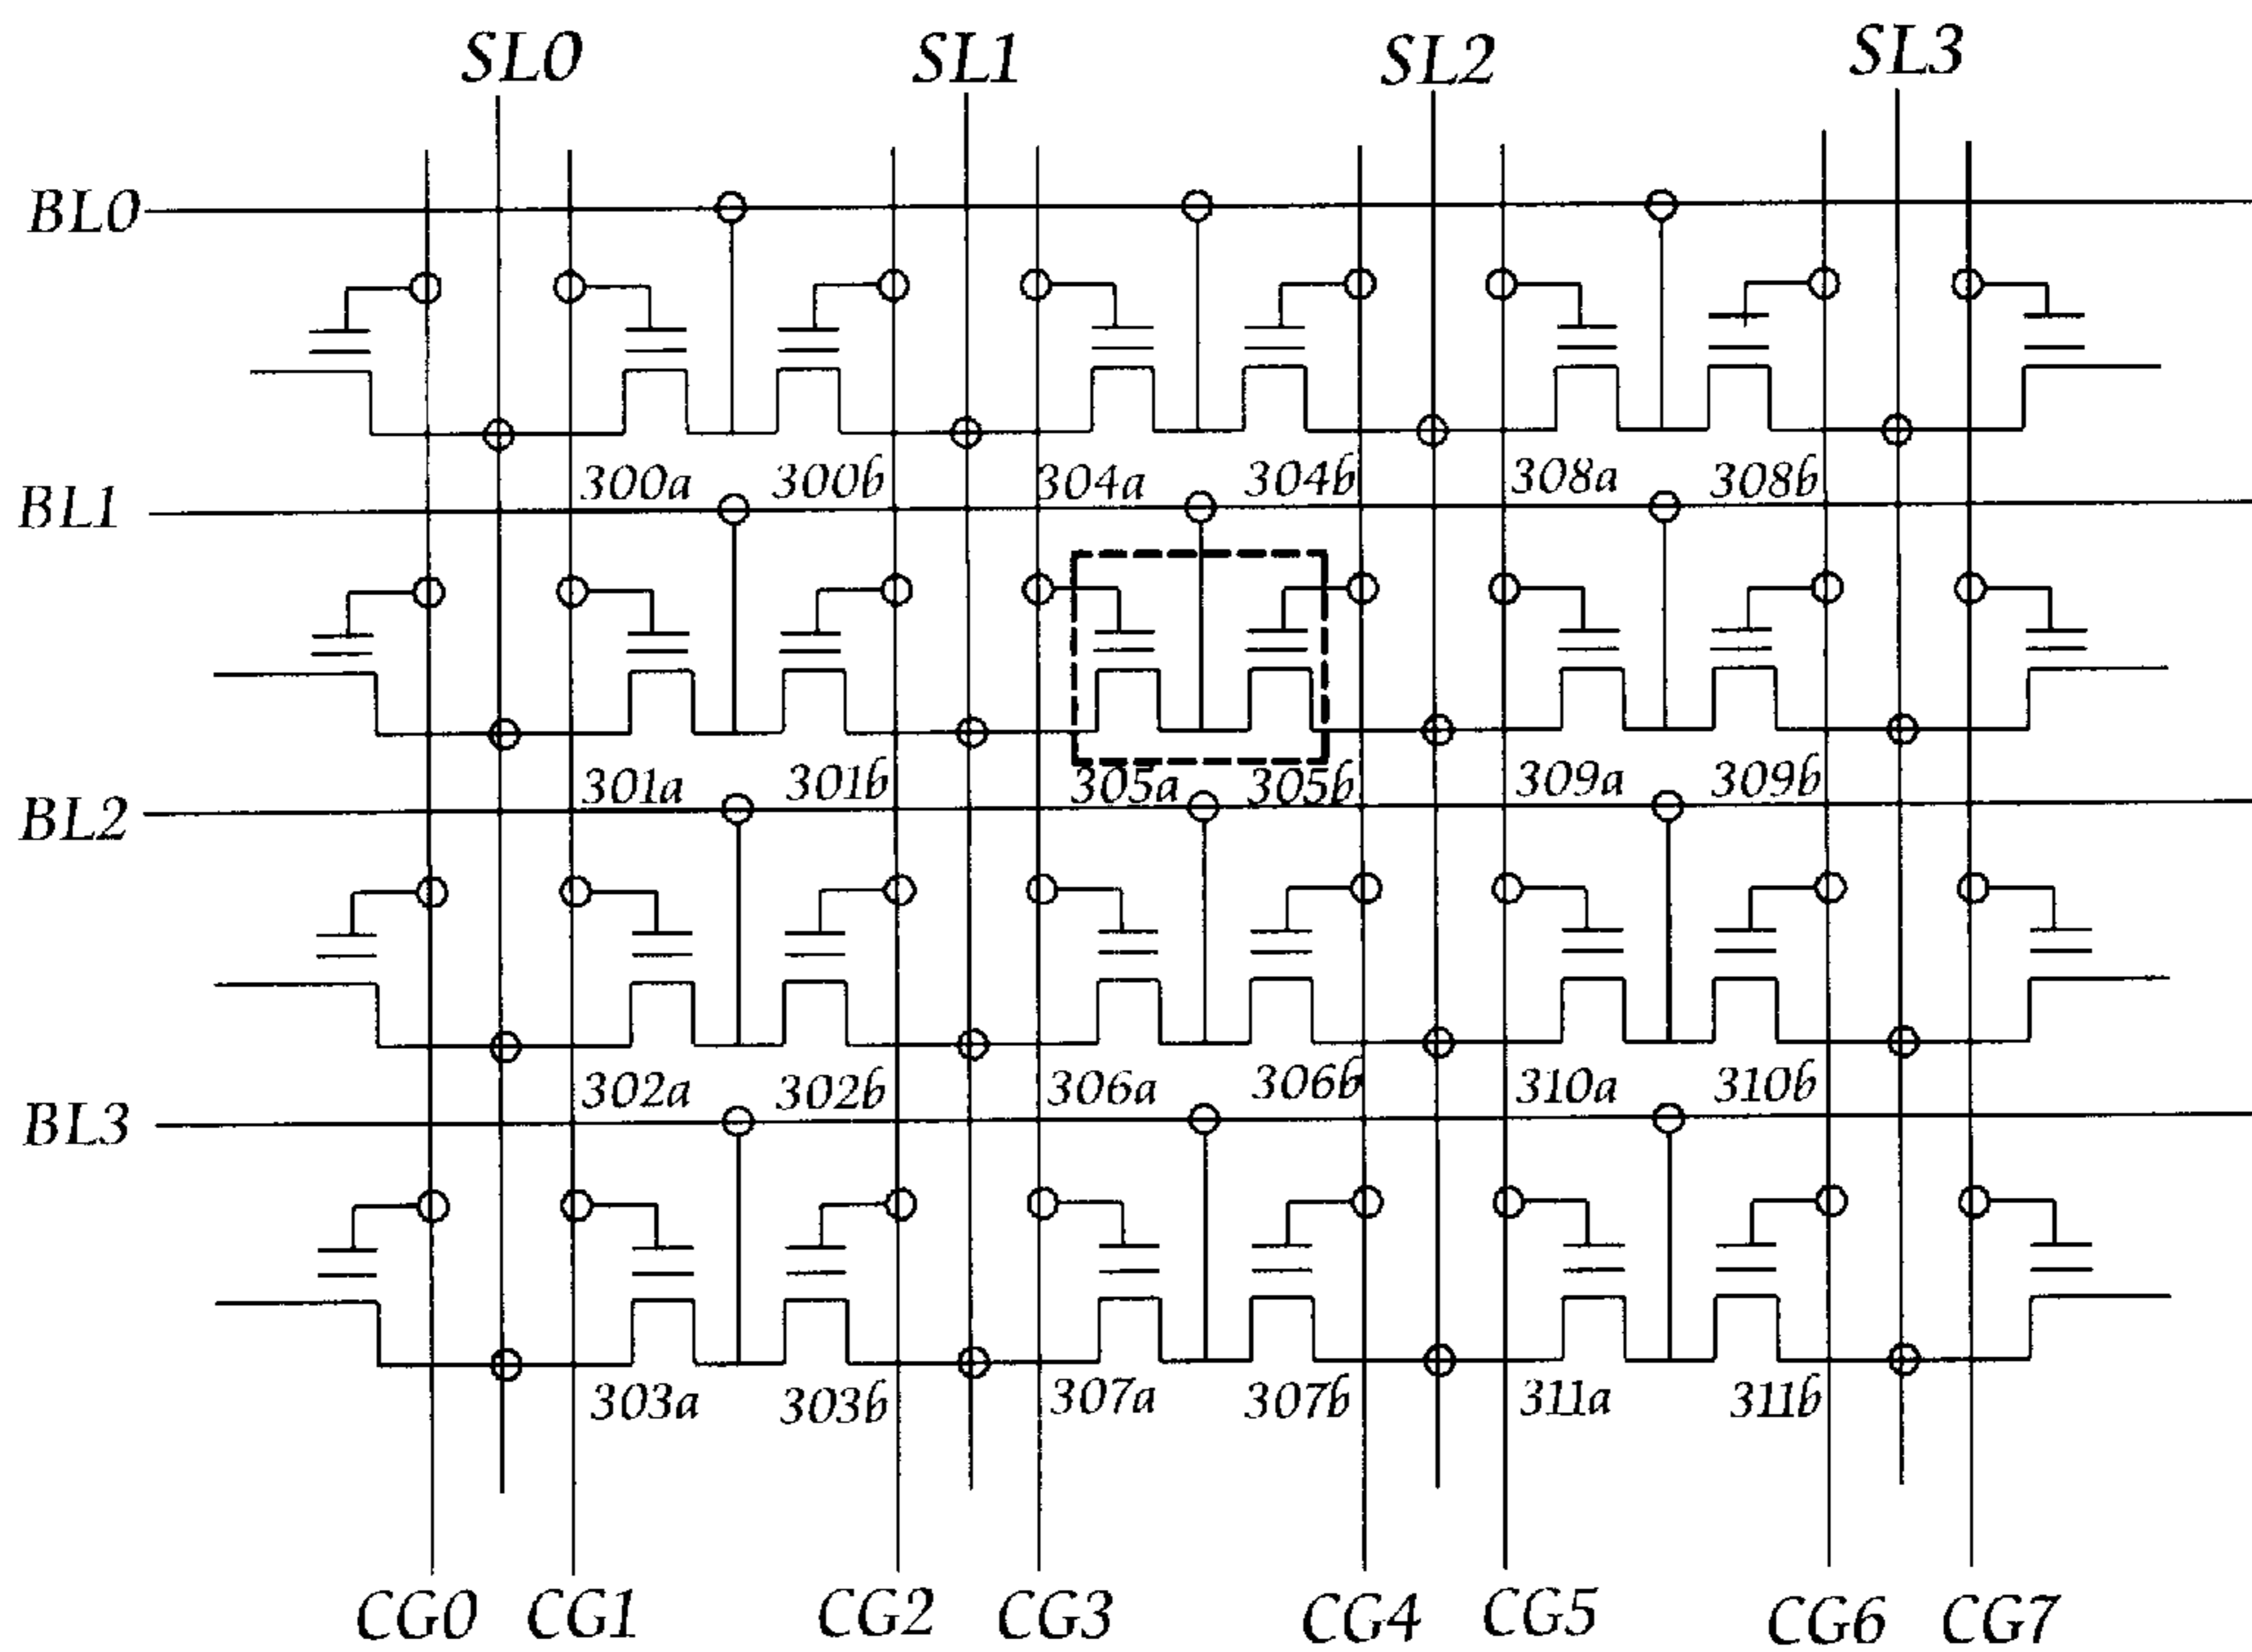 SL0 SL1 SL2 SL3
BL0
300a 300b 304a 304b 308a 308b
BL1
301a 301b 305a 305b 309a 309b
BL2
302a 302b 306a 306b 310a 310b
BL3
303a 303b 307a 307b 311a 311b
CG0 CG1 CG2 CG3 CG4 CG5 CG6 CG7